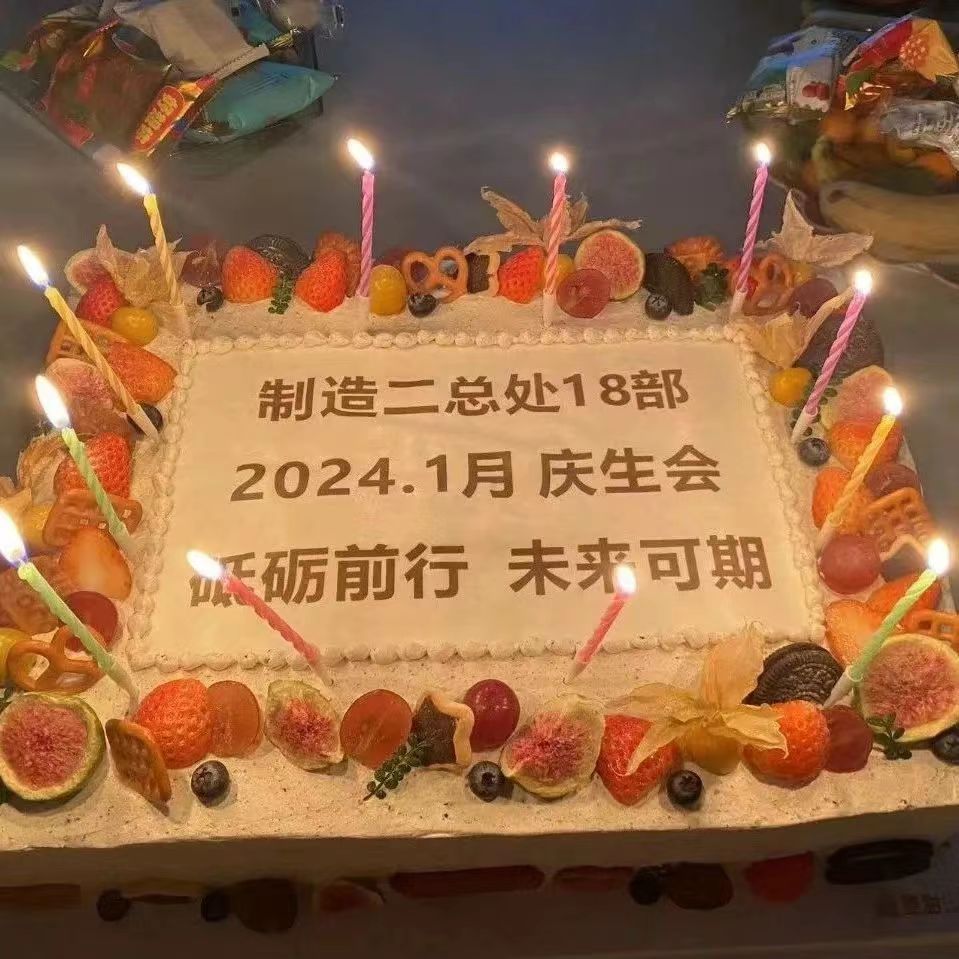 制造二总处18部
2024.1月 庆生会
砥砺前行 未来可期